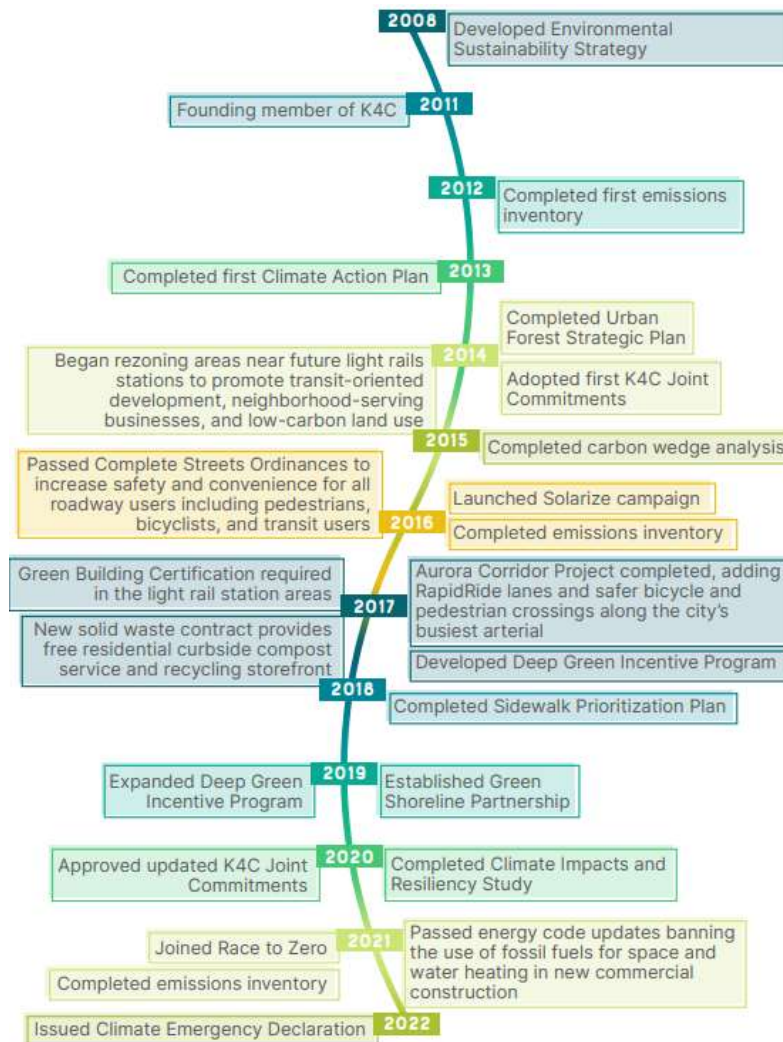 2008
Developed Environmental
Sustainability Strategy
Founding member of K4C
2011
2012
Completed first emissions
inventory
Completed first Climate Action Plan
2013
Completed Urban
Forest Strategic Plan
2014
Began rezoning areas near future light rails
stations to promote transit-oriented
development, neighborhood-serving
businesses, and low-carbon land use
Adopted first K4C Joint
Commitments
2015
Completed carbon wedge analysis
Passed Complete Streets Ordinances to
increase safety and convenience for all
roadway users including pedestrians,
bicyclists, and transit users
2016
Launched Solarize campaign
Completed emissions inventory
Green Building Certification required
in the light rail station areas
2017
Aurora Corridor Project completed, adding
RapidRide lanes and safer bicycle and
pedestrian crossings along the city's
busiest arterial
New solid waste contract provides
free residential curbside compost
service and recycling storefront
Developed Deep Green Incentive Program
2018
Completed Sidewalk Prioritization Plan
Expanded Deep Green
Incentive Program
2019
Established Green
Shoreline Partnership
Approved updated K4C Joint
Commitments
2020
Completed Climate Impacts and
Resiliency Study
Joined Race to Zero
2021
Passed energy code updates banning
the use of fossil fuels for space and
water heating in new commercial
construction
Completed emissions inventory
Issued Climate Emergency Declaration
2022